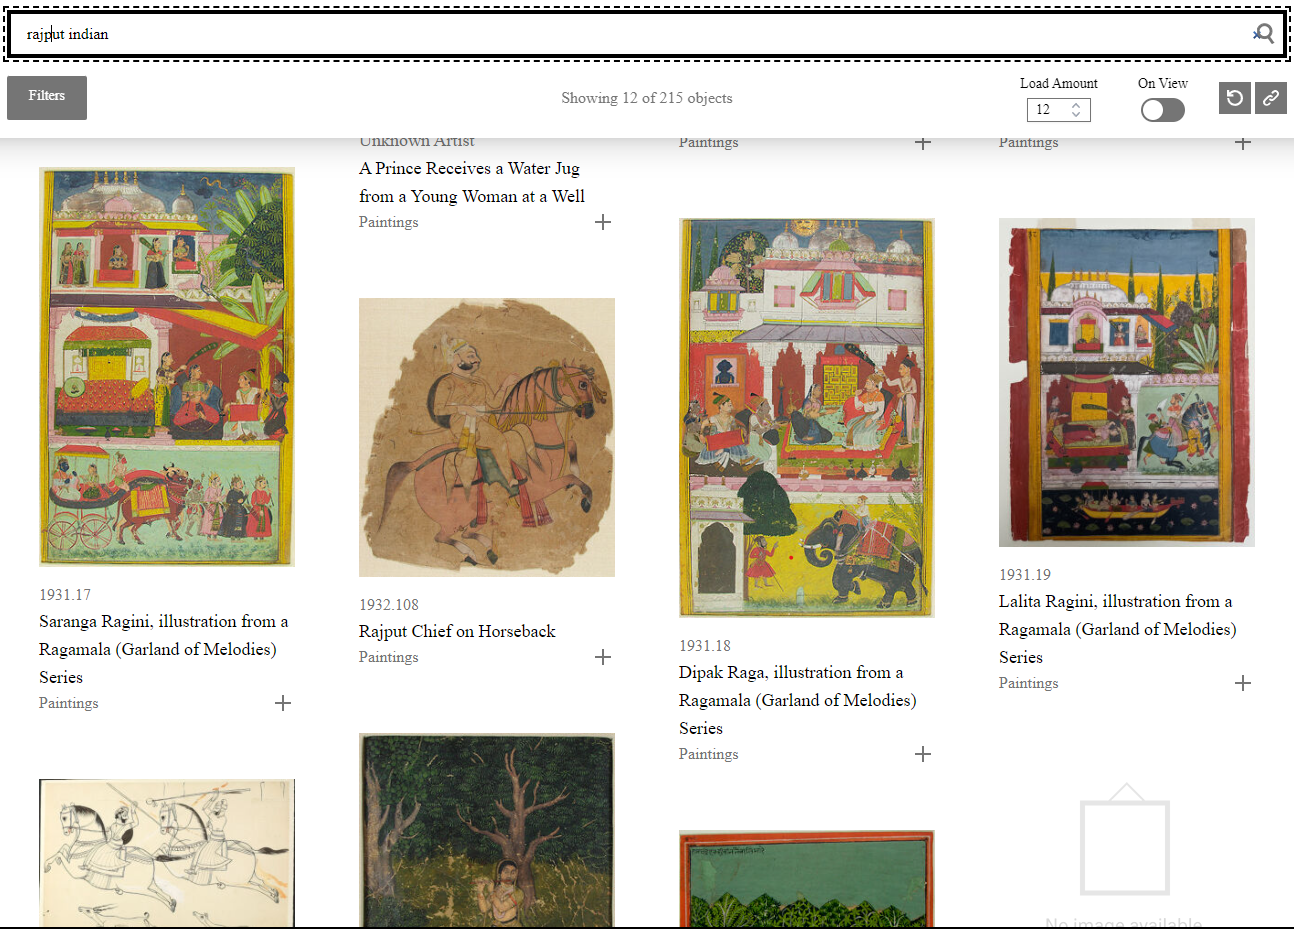 rajput indian
Filters
Showing 12 of 215 objects
Load Amount
12
On View
Unknown Artist
A Prince Receives a Water Jug
from a Young Woman at a Well
Paintings
Paintings
Paintings
1931.17
Saranga Ragini, illustration from a
Ragamala (Garland of Melodies)
Series
Paintings
1932.108
Rajput Chief on Horseback
Paintings
1931.18
Dipak Raga, illustration from a
Ragamala (Garland of Melodies)
Series
Paintings
1931.19
Lalita Ragini, illustration from a
Ragamala (Garland of Melodies)
Series
Paintings
No image available